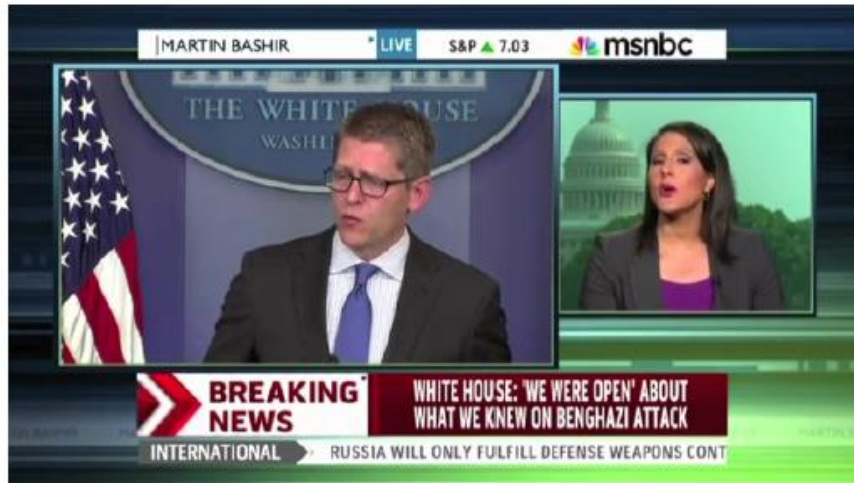 MARTIN BASHIR LIVE S&P 7.03 msnbc
THE WHITE HOUSE
BREAKING NEWS
WHITE HOUSE: 'WE WERE OPEN' ABOUT
WHAT WE KNEW ON BENGHAZI ATTACK
INTERNATIONAL RUSSIA WILL ONLY FULFILL DEFENSE WEAPONS CONT